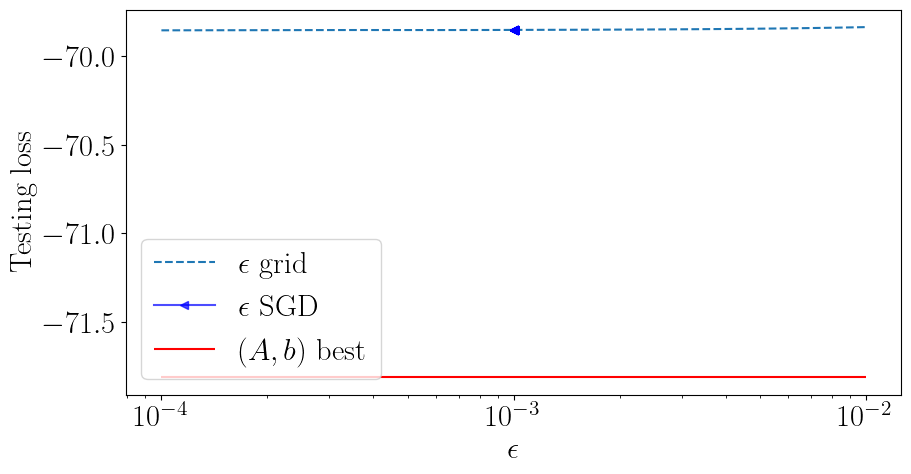 −70.0
−70.5
−71.0
−71.5
Testing loss
ϵ grid
ϵ SGD
(A, b) best
10⁻⁴
10⁻³
10⁻²
ϵ